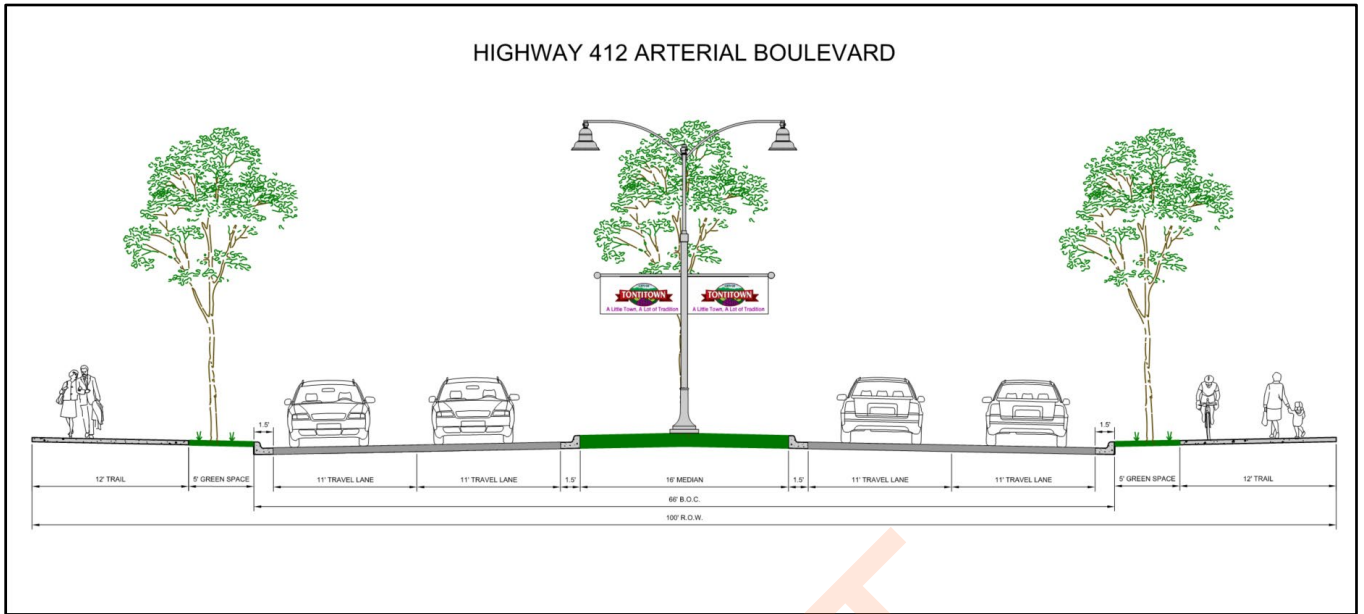 HIGHWAY 412 ARTERIAL BOULEVARD
TONTITOWN
A Little Town, A Lot of Tradition
TONTITOWN
A Little Town, A Lot of Tradition
1.5'
1.5'
12' TRAIL
5' GREEN SPACE
11' TRAVEL LANE
11' TRAVEL LANE
1.5'
16' MEDIAN
1.5'
11' TRAVEL LANE
11' TRAVEL LANE
5' GREEN SPACE
12' TRAIL
66' B.O.C.
100' R.O.W.